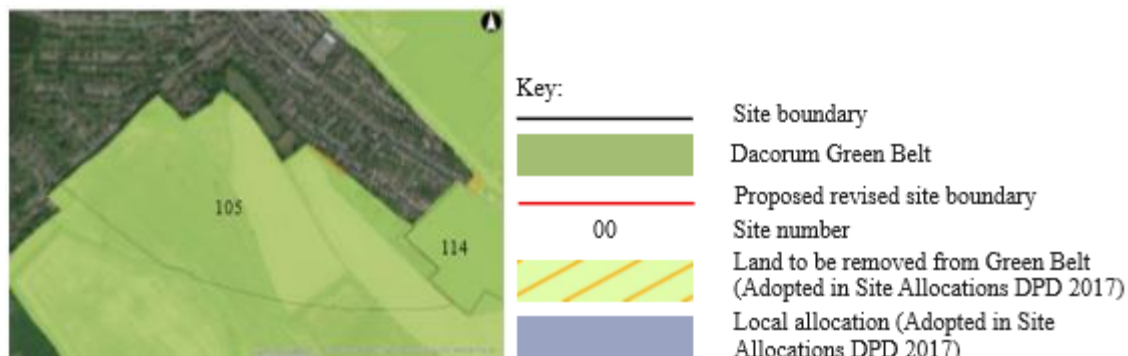 105
114
Key:
Site boundary
Dacorum Green Belt
Proposed revised site boundary
00
Site number
Land to be removed from Green Belt
(Adopted in Site Allocations DPD 2017)
Local allocation (Adopted in Site
Allocations DPD 2017)